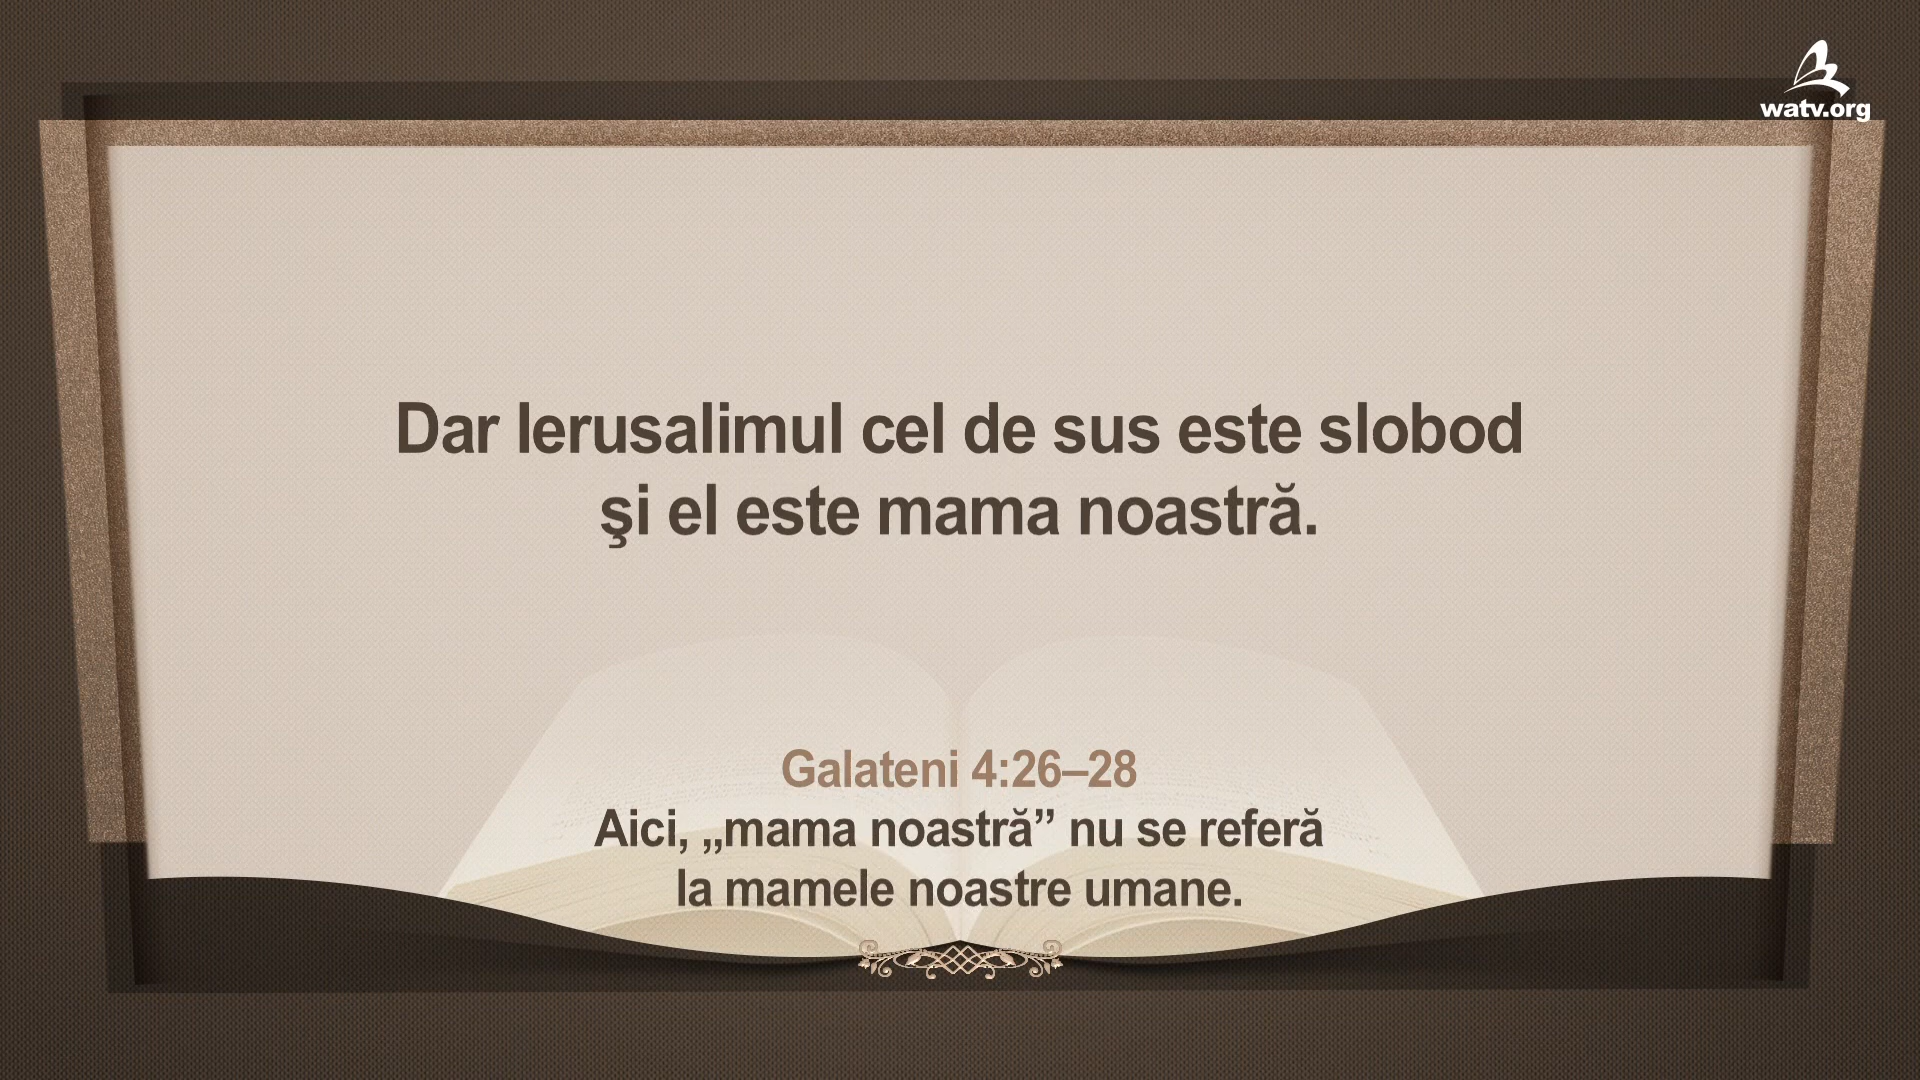 watv.org
Dar Ierusalimul cel de sus este slobod
şi el este mama noastră.
Galateni 4:26–28
Aici, „mama noastră” nu se referă
la mamele noastre umane.